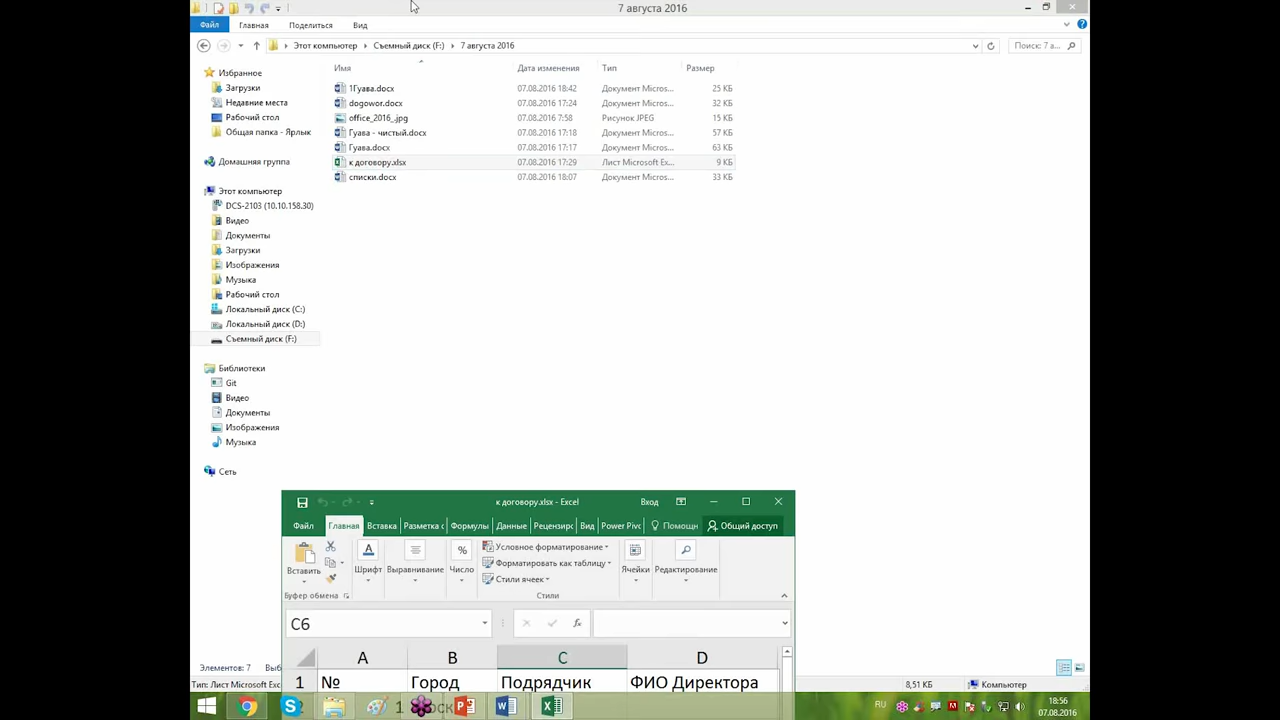 7 августа 2016
Файл Главная Поделиться Вид
Этот компьютер Съемный диск (F:) 7 августа 2016 Поиск: 7 а...
Имя Дата изменения Тип Размер
1Гуава.docx 07.08.2016 18:42 Документ Micros... 25 КБ
dogowor.docx 07.08.2016 17:24 Документ Micros... 32 КБ
office_2016_.jpg 07.08.2016 7:58 Рисунок JPEG 15 КБ
Гуава - чистый.docx 07.08.2016 17:18 Документ Micros... 57 КБ
Гуава.docx 07.08.2016 17:17 Документ Micros... 63 КБ
к договору.xlsx 07.08.2016 17:29 Лист Microsoft Ex... 9 КБ
списки.docx 07.08.2016 18:07 Документ Micros... 33 КБ
Избранное
Загрузки
Недавние места
Рабочий стол
Общая папка - Ярлык
Домашняя группа
Этот компьютер
DCS-2103 (10.10.158.30)
Видео
Документы
Загрузки
Изображения
Музыка
Рабочий стол
Локальный диск (C:)
Локальный диск (D:)
Съемный диск (F:)
Библиотеки
Git
Видео
Документы
Изображения
Музыка
Сеть
к договору.xlsx - Excel Вход
Файл Главная Вставка Разметка с Формулы Данные Рецензирс Вид Power Pivc Помощн Общий доступ
Вставить Шрифт Выравнивание Число Условное форматирование Форматировать как таблицу Стили ячеек Ячейки Редактирование
Буфер обмена Стили
C6
A B C D
1 № Город Подрядчик ФИО Директора
Элементов: 7 Выб
Тип: Лист Microsoft Exc 8,51 КБ Компьютер
RU 18:56
07.08.2016